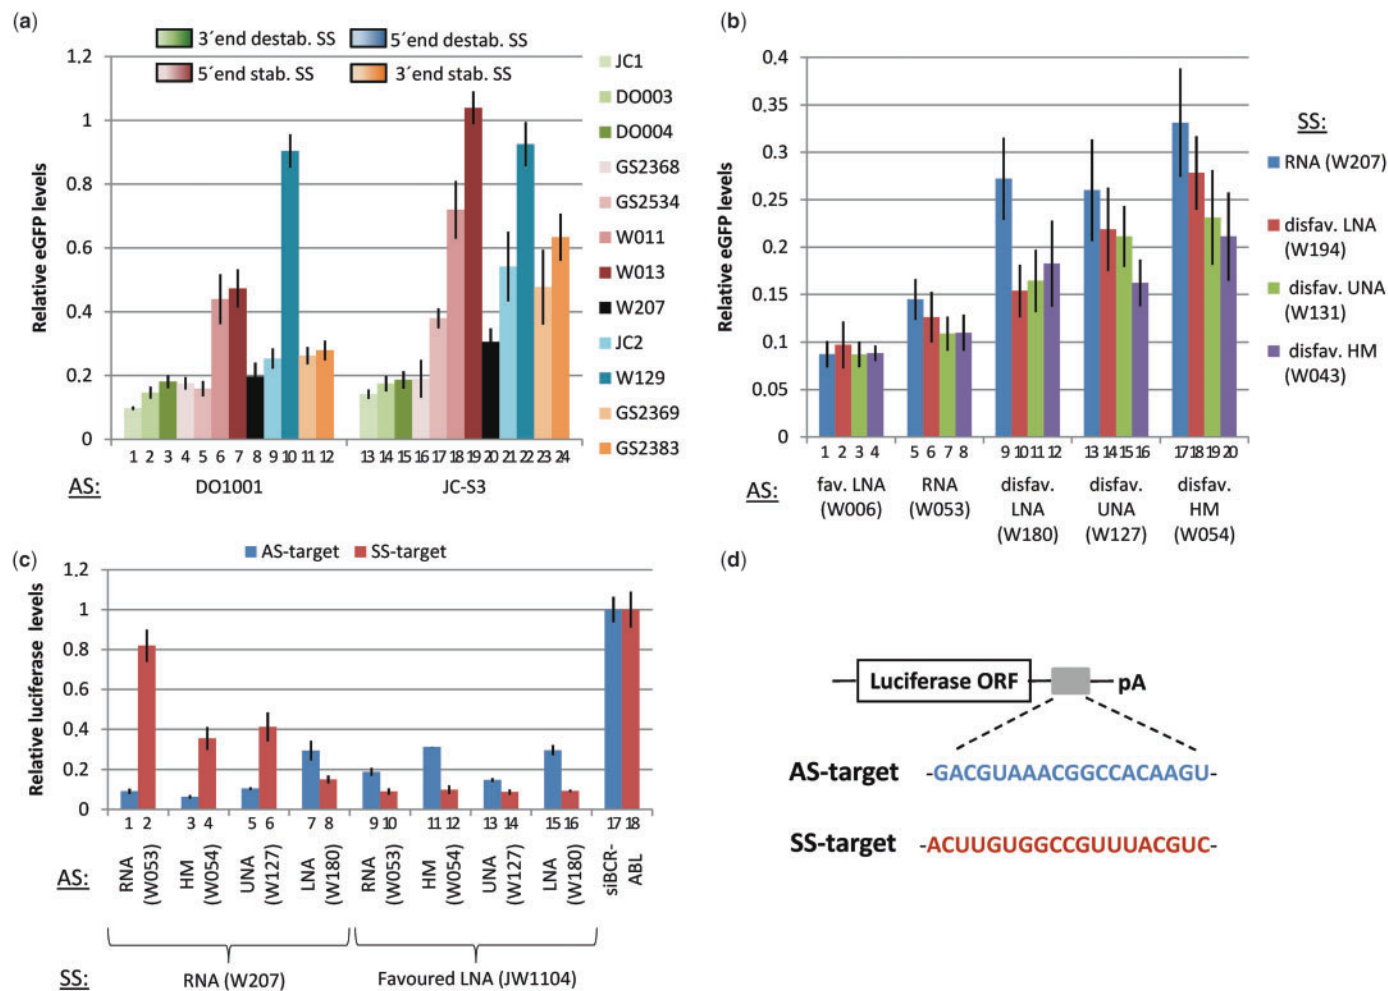 (a)
3´end destab. SS
5´end destab. SS
5´end stab. SS
3´end stab. SS
Relative eGFP levels
1,2
1
0.8
0.6
0.4
0.2
0
1 2 3 4 5 6 7 8 9 10 11 12
13 14 15 16 17 18 19 20 21 22 23 24
AS:
DO1001
JC-S3
JC1
DO003
DO004
GS2368
GS2534
W011
W013
W207
JC2
W129
GS2369
GS2383
(b)
Relative eGFP levels
0.4
0.35
0.3
0.25
0.2
0.15
0.1
0.05
0
1 2 3 4
5 6 7 8
9 10 11 12
13 14 15 16
17 18 19 20
AS:
fav. LNA
(W006)
RNA
(W053)
disfav.
LNA
(W180)
disfav.
UNA
(W127)
disfav.
HM
(W054)
SS:
RNA (W207)
disfav. LNA
(W194)
disfav. UNA
(W131)
disfav. HM
(W043)
(c)
AS-target
SS-target
Relative luciferase levels
1.2
1
0.8
0.6
0.4
0.2
0
1 2 3 4 5 6 7 8 9 10 11 12 13 14 15 16 17 18
AS:
RNA
(W053)
HM
(W054)
UNA
(W127)
LNA
(W180)
RNA
(W053)
HM
(W054)
UNA
(W127)
LNA
(W180)
siBCR-
ABL
SS:
RNA (W207)
Favoured LNA (JW1104)
(d)
Luciferase ORF
pA
AS-target
-GACGUAAACGGCCACAAGU-
SS-target
-ACUUGUGGCCGUUUACGUC-